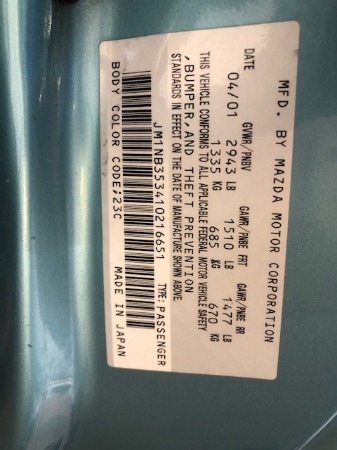 MFD. BY MAZDA MOTOR CORPORATION
DATE GVWR/PNBV GAWR/PNBE FRT GAWR/PNBE RR
04/01 2943 LB 1510 LB 1477 LB
1335 KG 685 KG 670 KG
THIS VEHICLE CONFORMS TO ALL APPLICABLE FEDERAL MOTOR VEHICLE SAFETY
,BUMPER,AND THEFT PREVENTION
STANDARDS IN EFFECT ON THE DATE OF MANUFACTURE SHOWN ABOVE.
JM1NB353410216651 TYPE:PASSENGER
BODY COLOR CODE:23C MADE IN JAPAN